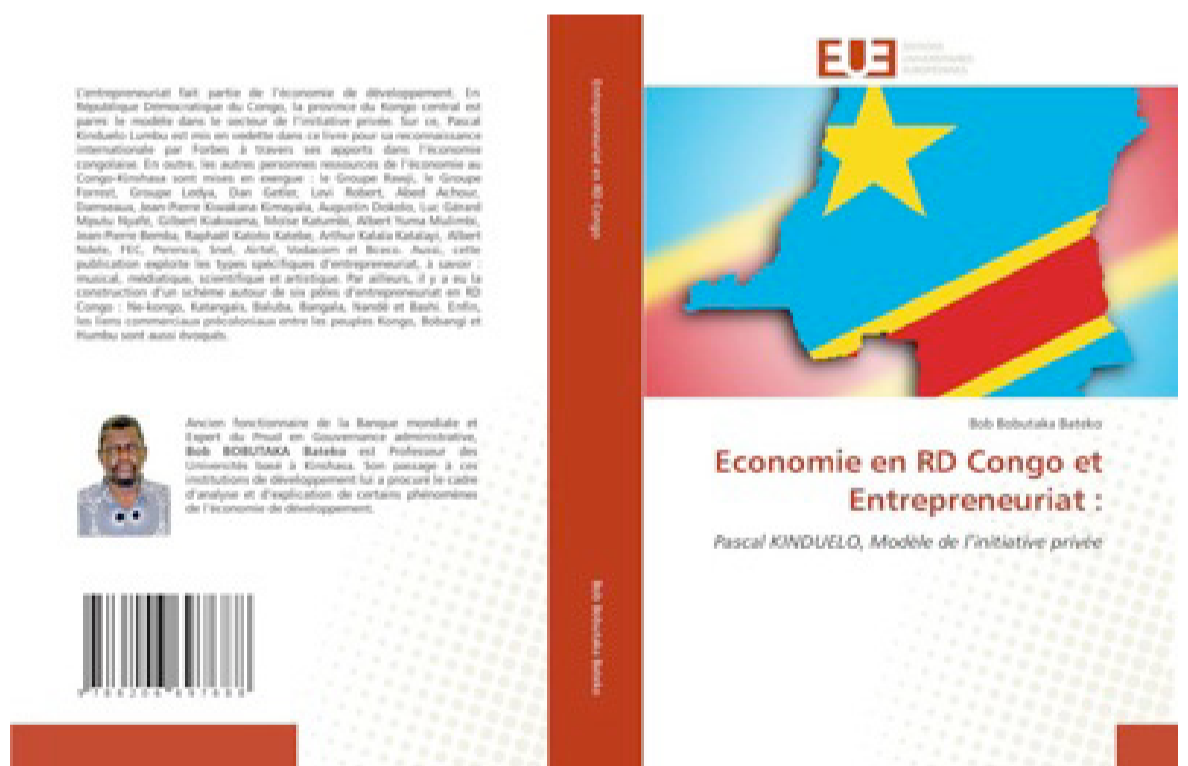 L'entrepreneuriat fait partie de l'économie de développement. En
République Démocratique du Congo, la province du Kongo central est
parmi le modèle dans le secteur de l'initiative privée. Sur ce, Pascal
Kinduelo Lumbu est mis en vedette dans ce livre pour sa reconnaissance
internationale par Forbes à travers ses apports dans l'économie
congolaise. En outre, les autres personnes ressources de l'économie au
Congo-Kinshasa sont mises en exergue : le Groupe Rawji, le Groupe
Forrest, Groupe Ledya, Dan Getler, Levi Robert, Abed Achour,
Damseaux, Jean Pierre Kiwakana Kimayala, Augustin Dokolo, Luc Gérard
Nyafé, Gilbert Kiakwama, Moïse Katumbi, Albert Yuma Mulimbi,
Jean-Pierre Bemba, Raphaël Katebe, Arthur Kalala Katalayi, Albert
Ndele, FEC, Perenco, Snel, Airtel, Vodacom et Bceco. Aussi, cette
publication exploite les types spécifiques d'entrepreneuriat, à savoir :
musical, médiatique, scientifique et artistique. Par ailleurs, il y a eu la
construction d'un schème autour de six pôles d'entrepreneuriat en RD
Congo : Ne-kongo, Katangais, Baluba, Bangala, Nande et Bashi. Enfin,
les liens commerciaux précoloniaux entre les peuples Kongo, Bobangi et
Humbu sont aussi évoqués.
Ancien fonctionnaire de la Banque mondiale et
Expert du Pnud en Gouvernance administrative,
Bob BOBUTAKA Bateko est Professeur des
Universités basé à Kinshasa. Son passage à ces
institutions de développement lui a procuré le cadre
d'analyse et d'explication de certains phénomènes
de l'économie de développement.
Entrepreneuriat en RD Congo
Bob Bobutaka Bateko
EUE
EDITIONS
UNIVERSITAIRES
EUROPEENNES
Bob Bobutaka Bateko
Economie en RD Congo et
Entrepreneuriat :
Pascal KINDUELO, Modèle de l'initiative privée